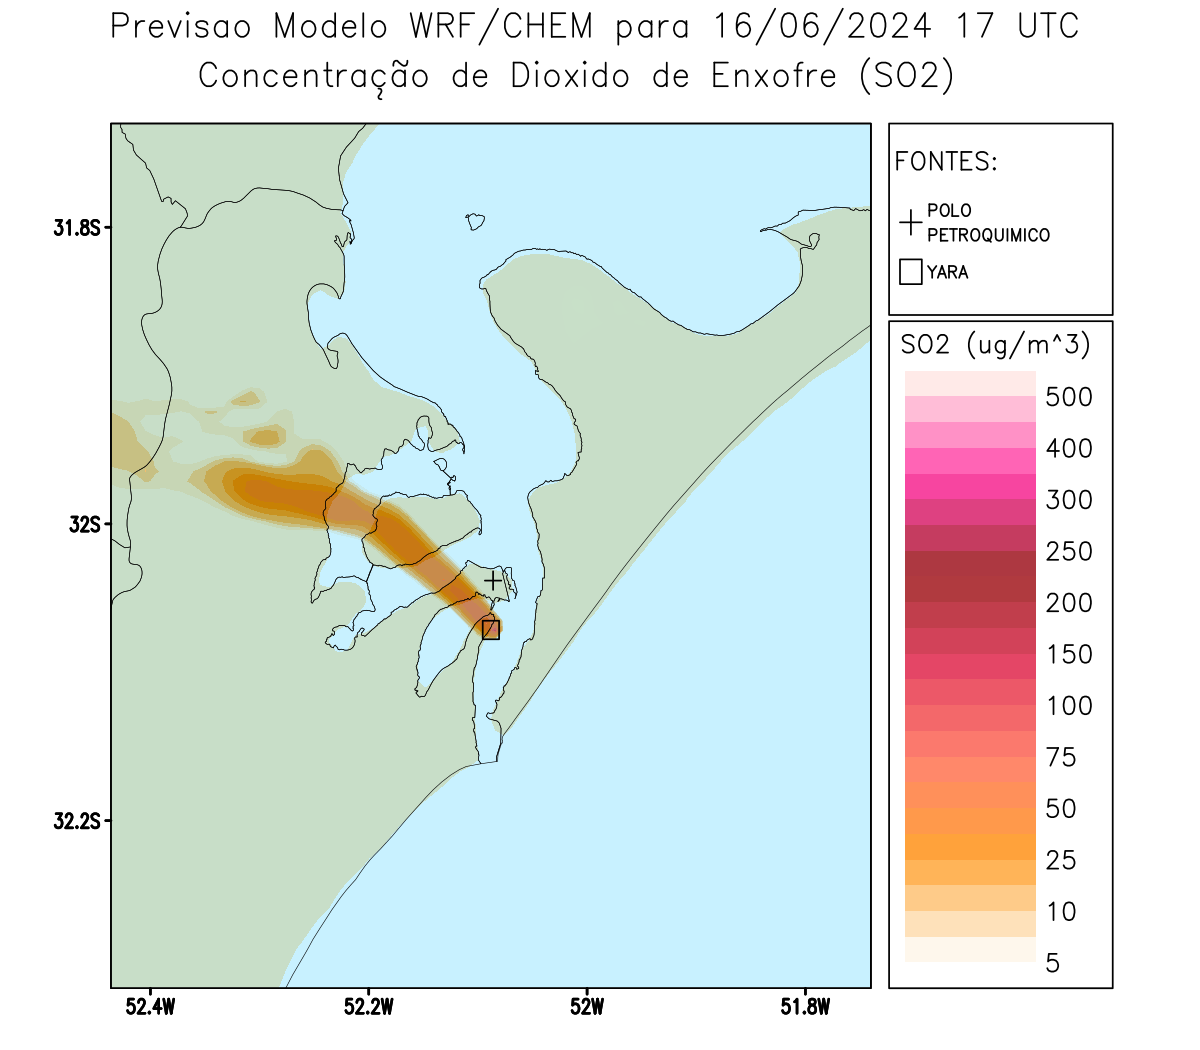 Previsao Modelo WRF/CHEM para 16/06/2024 17 UTC
Concentração de Dioxido de Enxofre (SO2)
31.8S
32S
32.2S
52.4W
52.2W
52W
51.8W
FONTES:
POLO
PETROQUIMICO
YARA
SO2 (ug/m^3)
500
400
300
250
200
150
100
75
50
25
10
5